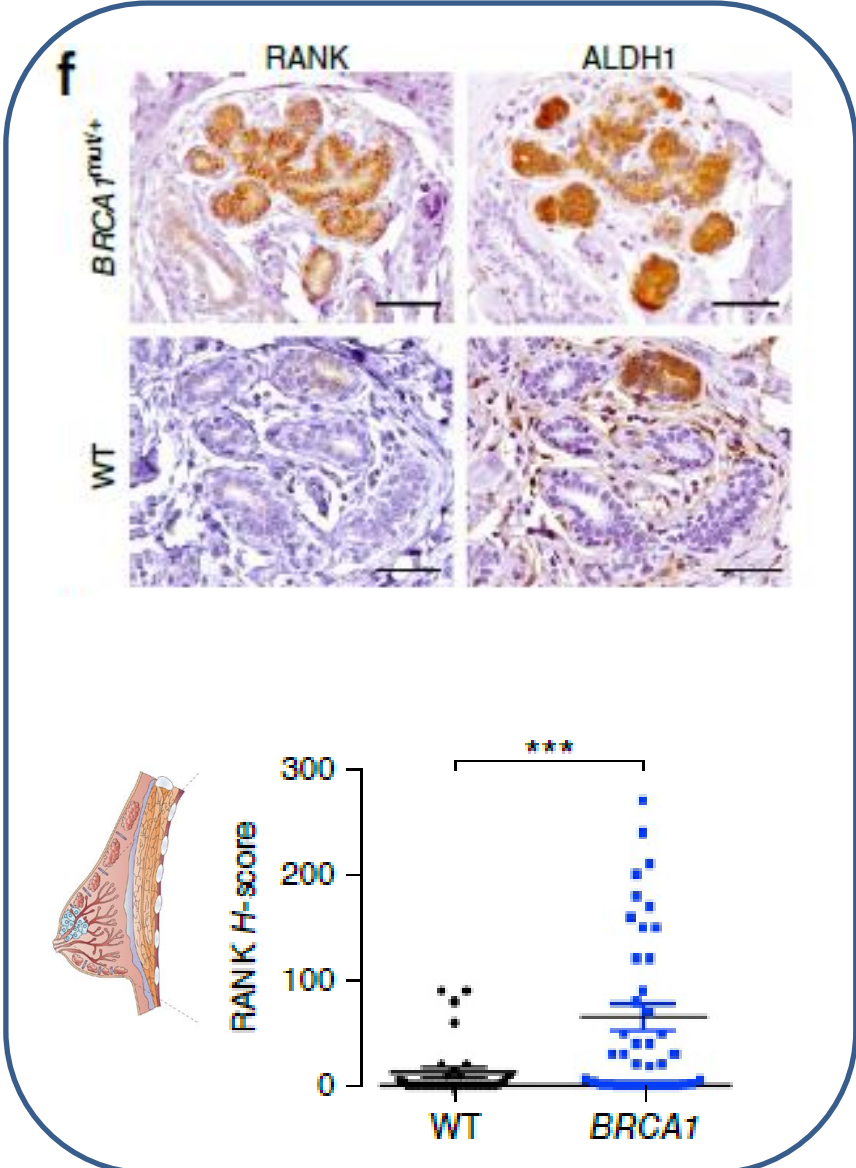 f
RANK
ALDH1
BRCA1mut/+
WT
***
300
200
100
0
RANK H-score
WT
BRCA1